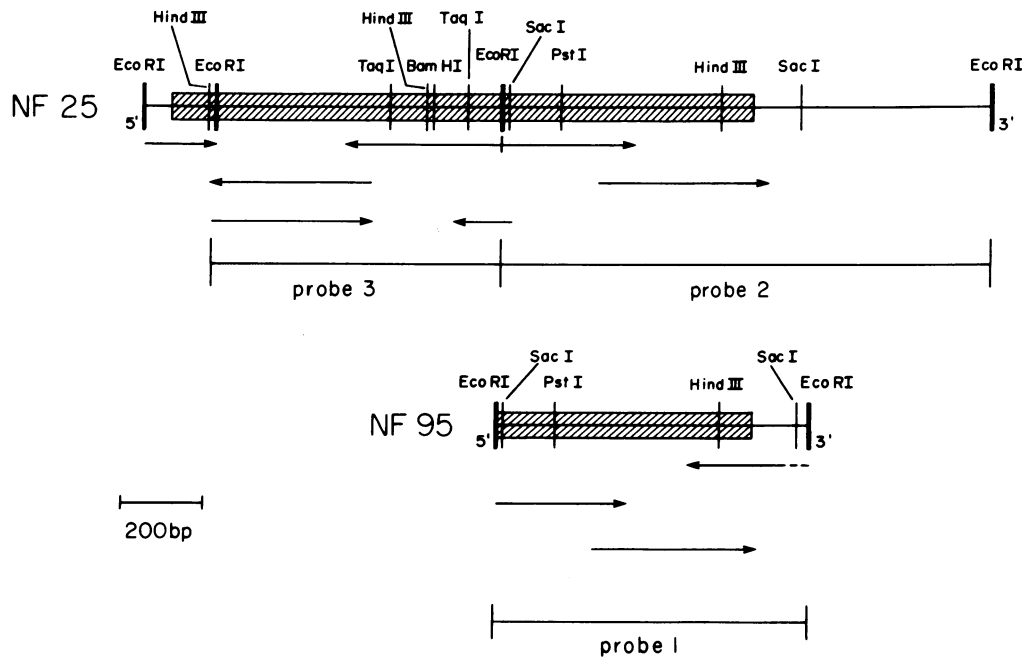 Hind III
Hind III
Taq I
Sac I
Eco RI
Eco RI
Taq I
Bam HI
EcoRI
Pst I
Hind III
Sac I
Eco RI
NF 25
5'
3'
probe 3
probe 2
Sac I
Sac I
Eco RI
Pst I
Hind III
Eco RI
NF 95
5'
3'
200bp
probe 1